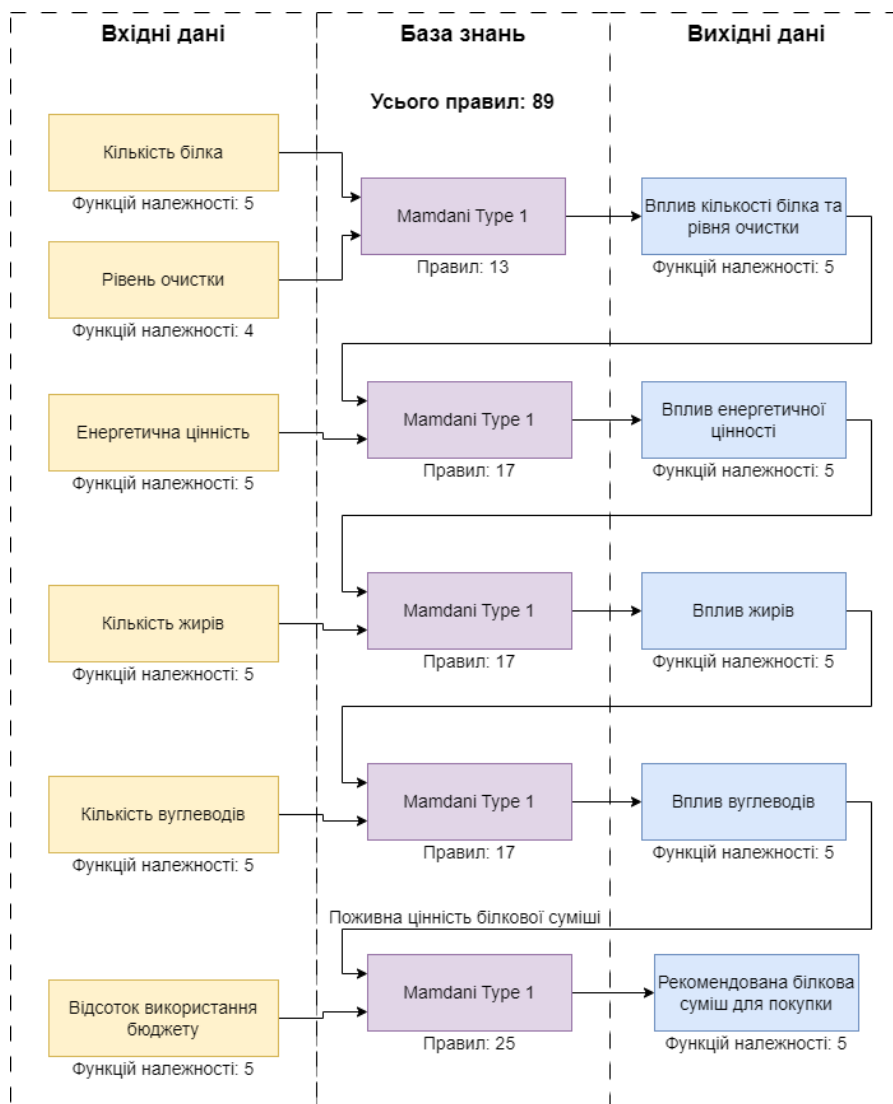 Вхідні дані
База знань
Вихідні дані
Усього правил: 89
Кількість білка
Функцій належності: 5
Рівень очистки
Функцій належності: 4
Mamdani Type 1
Правил: 13
Вплив кількості білка та
рівня очистки
Функцій належності: 5
Енергетична цінність
Функцій належності: 5
Mamdani Type 1
Правил: 17
Вплив енергетичної
цінності
Функцій належності: 5
Кількість жирів
Функцій належності: 5
Mamdani Type 1
Правил: 17
Вплив жирів
Функцій належності: 5
Кількість вуглеводів
Функцій належності: 5
Mamdani Type 1
Правил: 17
Вплив вуглеводів
Функцій належності: 5
Поживна цінність білкової суміші
Відсоток використання
бюджету
Функцій належності: 5
Mamdani Type 1
Правил: 25
Рекомендована білкова
суміш для покупки
Функцій належності: 5